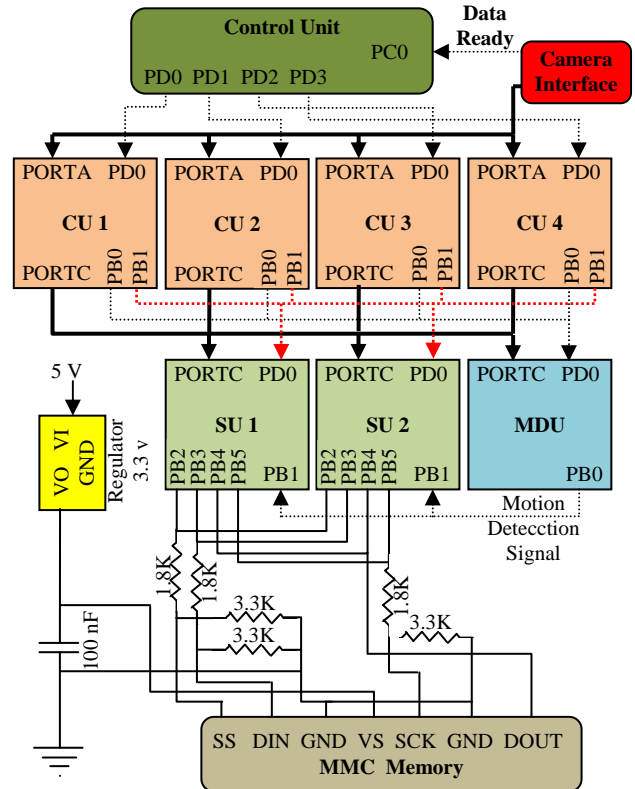 Control Unit
PC0
PD0 PD1 PD2 PD3
Data
Ready
Camera
Interface
PORTA PD0
CU 1
PORTC PB0 PB1
PORTA PD0
CU 2
PORTC PB0 PB1
PORTA PD0
CU 3
PORTC PB0 PB1
PORTA PD0
CU 4
PORTC PB0 PB1
5 V
VO VI
GND
Regulator
3.3 v
PORTC PD0
SU 1
PB2 PB3 PB4 PB5
PB1
PORTC PD0
SU 2
PB2 PB3 PB4 PB5
PB1
PORTC PD0
MDU
PB0
Motion
Detecction
Signal
1.8K
1.8K
1.8K
3.3K
3.3K
3.3K
100 nF
SS DIN GND VS SCK GND DOUT
MMC Memory